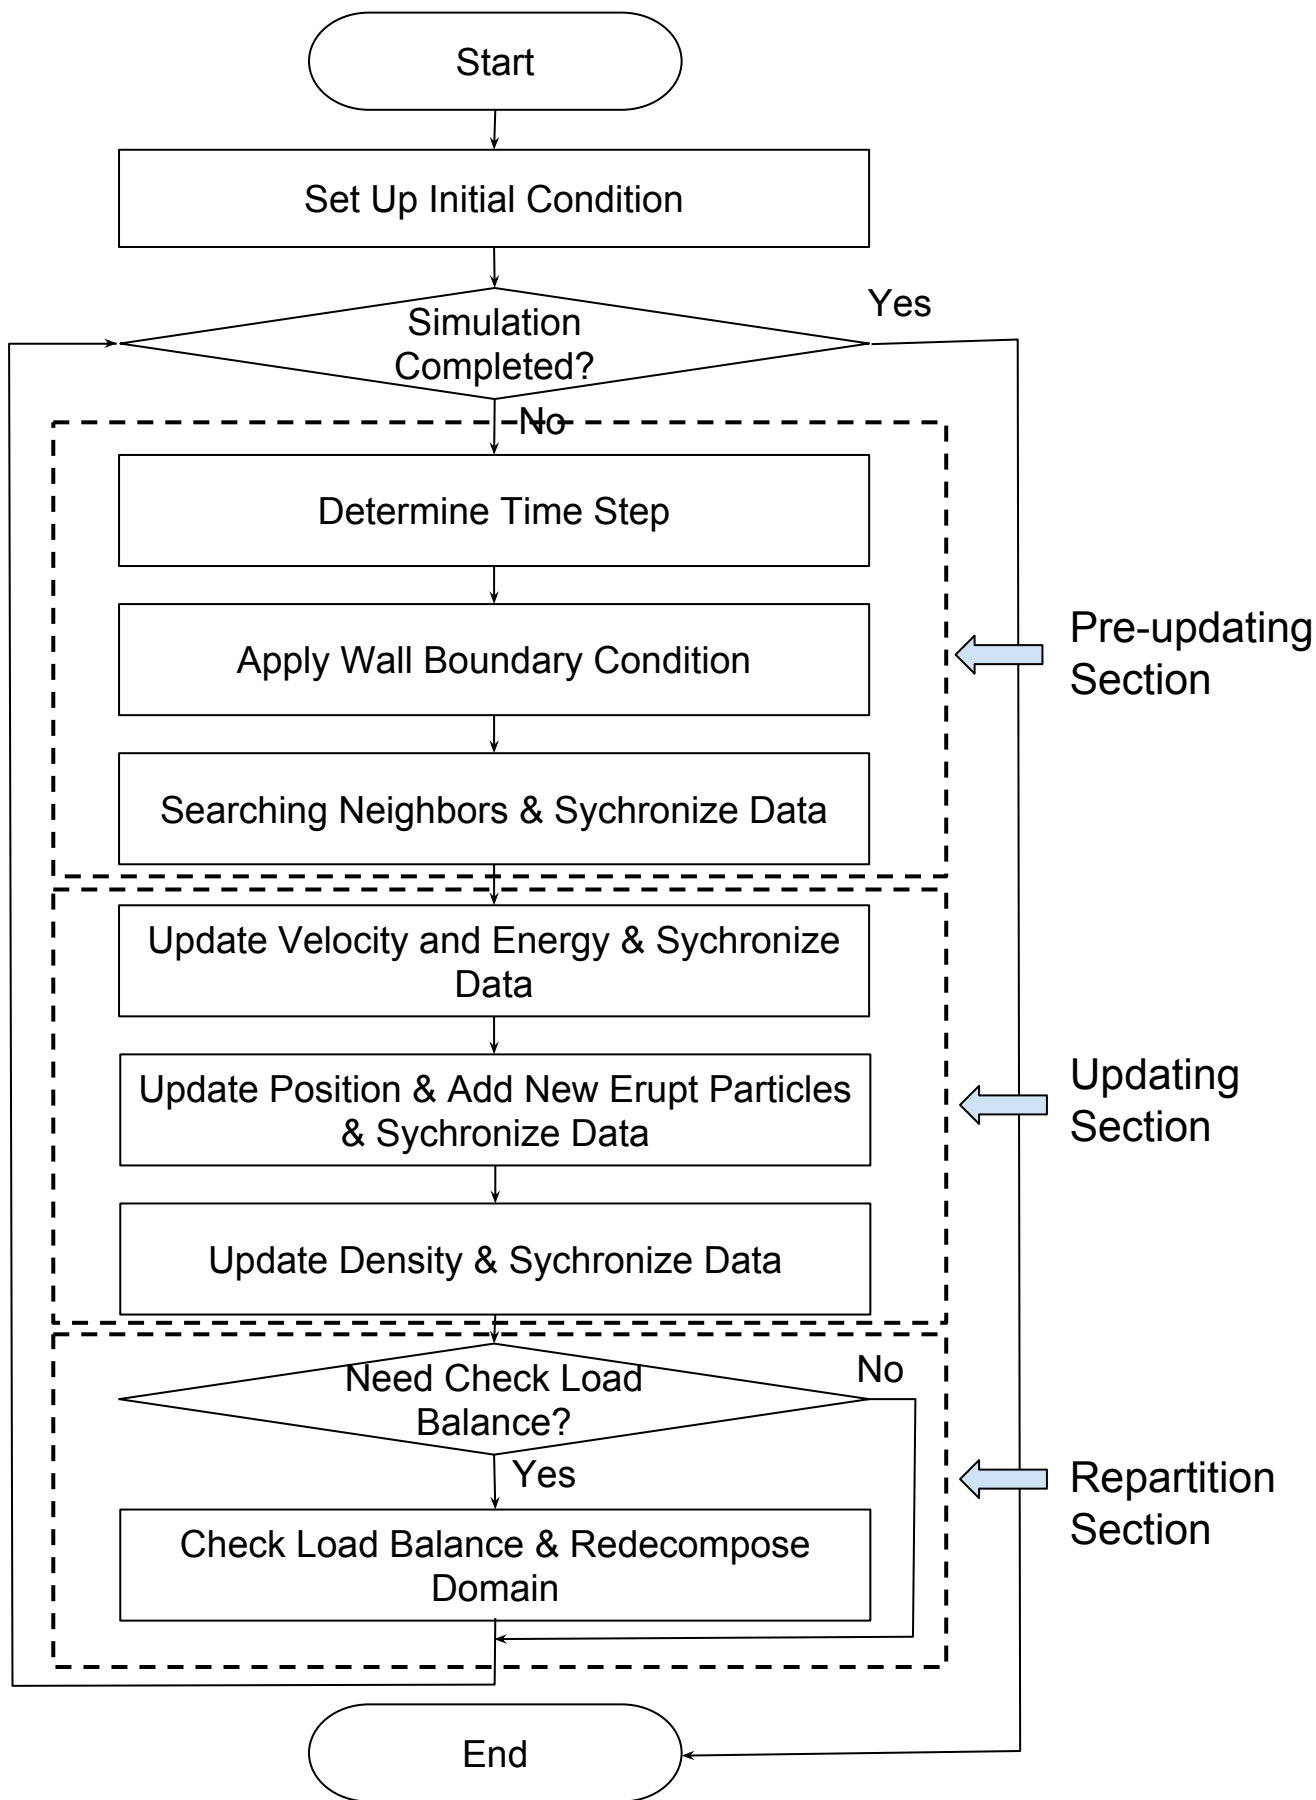 Start
Set Up Initial Condition
Simulation
Completed?
Yes
No
Determine Time Step
Apply Wall Boundary Condition
Pre-updating
Section
Searching Neighbors & Sychronize Data
Update Velocity and Energy & Sychronize
Data
Update Position & Add New Erupt Particles
& Sychronize Data
Updating
Section
Update Density & Sychronize Data
Need Check Load
Balance?
No
Yes
Repartition
Section
Check Load Balance & Redecompose
Domain
End